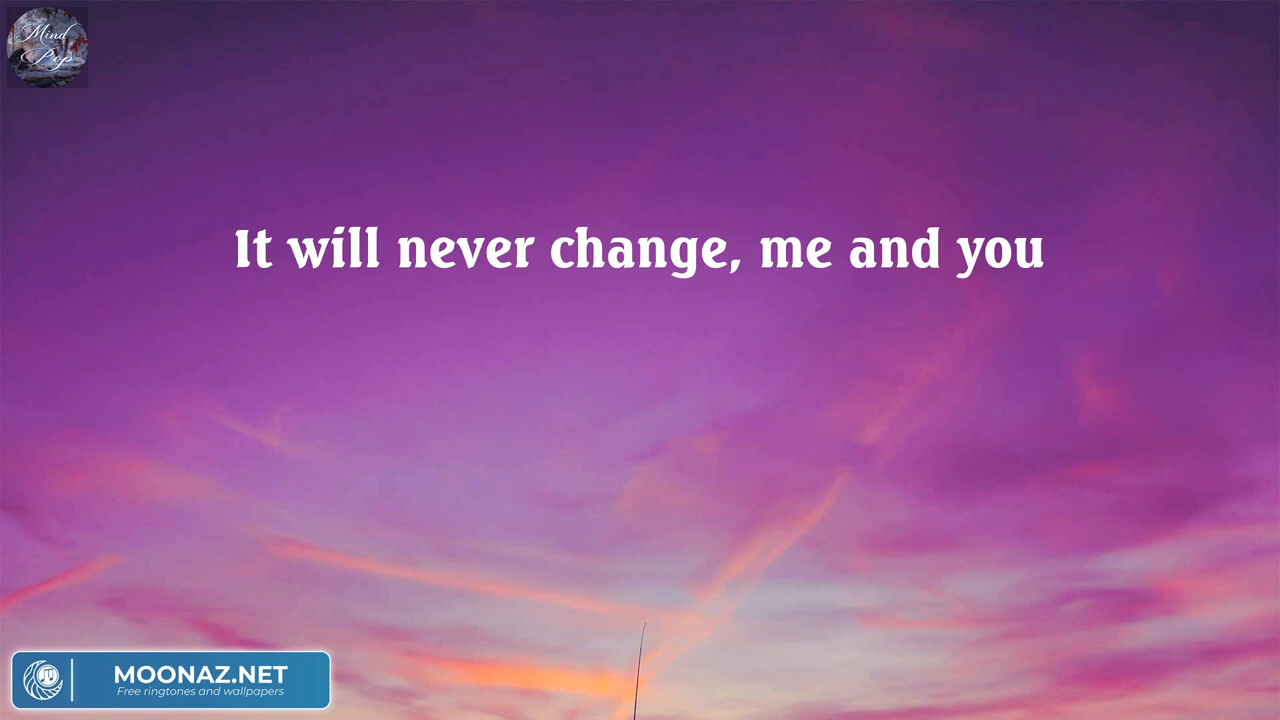 Mind
Pop
It will never change, me and you
MOONAZ.NET
Free ringtones and wallpapers